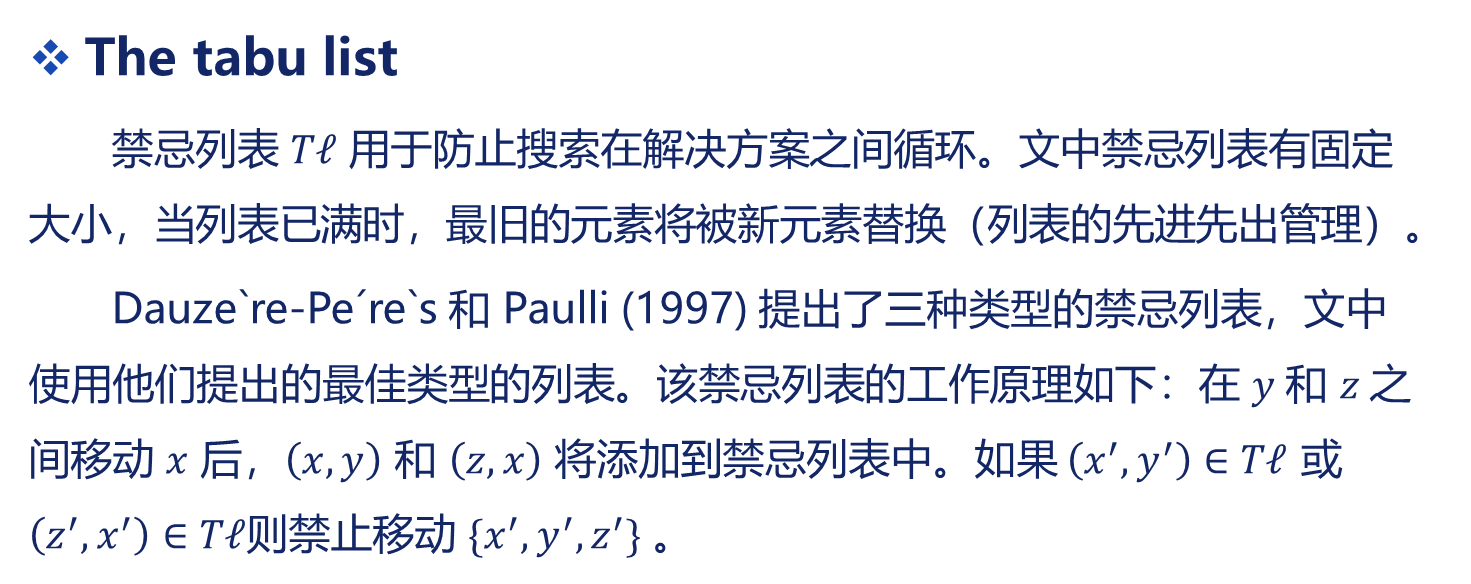 ❖ The tabu list
禁忌列表 𝑇ℓ 用于防止搜索在解决方案之间循环。文中禁忌列表有固定
大小，当列表已满时，最旧的元素将被新元素替换（列表的先进先出管理）。
Dauze`re-Pe´re`s 和 Paulli (1997) 提出了三种类型的禁忌列表，文中
使用他们提出的最佳类型的列表。该禁忌列表的工作原理如下：在 𝑦 和 𝑧 之
间移动 𝑥 后，(𝑥, 𝑦) 和 (𝑧, 𝑥) 将添加到禁忌列表中。如果 (𝑥′, 𝑦′) ∈ 𝑇ℓ 或
(𝑧′, 𝑥′) ∈ 𝑇ℓ则禁止移动 {𝑥′, 𝑦′, 𝑧′} 。